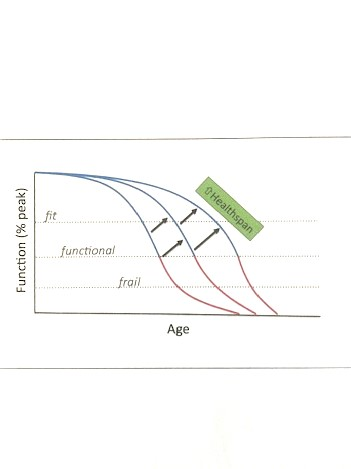 Function (% peak)
fit
functional
frail
⇧Healthspan
Age